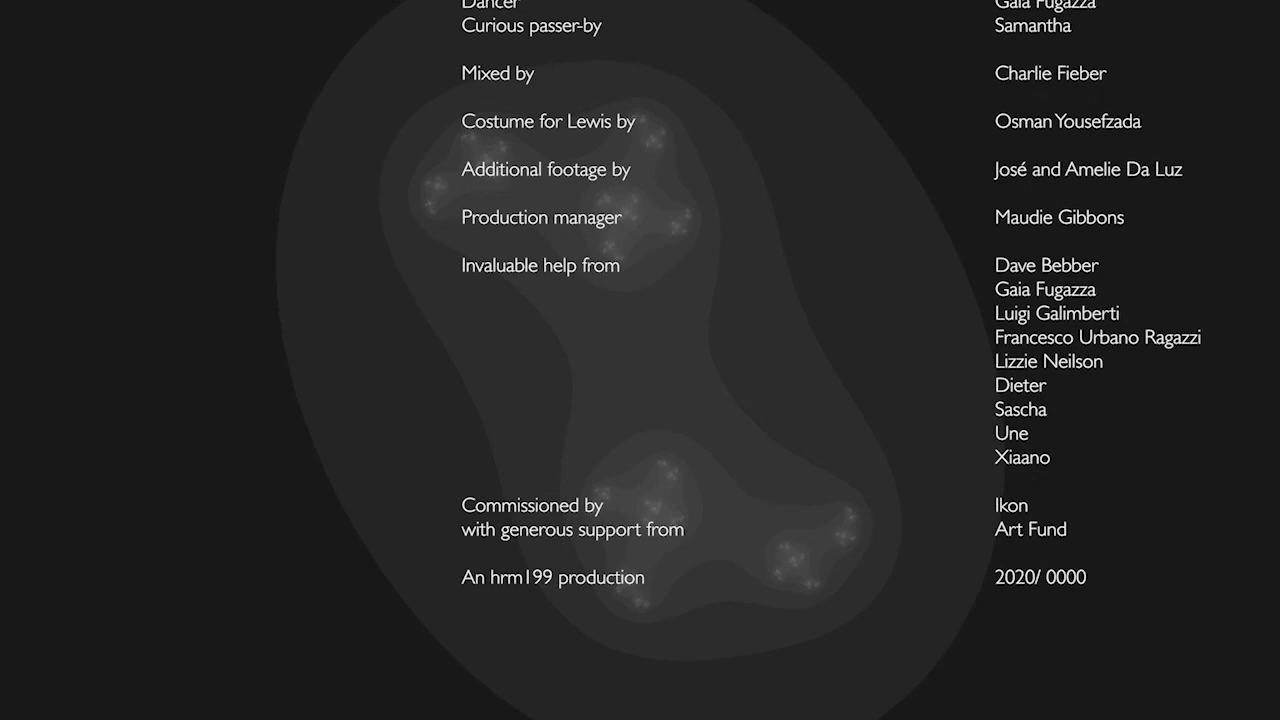 Dancer Gaia Fugazza
Curious passer-by Samantha
Mixed by Charlie Fieber
Costume for Lewis by Osman Yousefzada
Additional footage by José and Amelie Da Luz
Production manager Maudie Gibbons
Invaluable help from Dave Bebber
Gaia Fugazza
Luigi Galimberti
Francesco Urbano Ragazzi
Lizzie Neilson
Dieter
Sascha
Une
Xiaano
Commissioned by Ikon
with generous support from Art Fund
An hrm199 production 2020/ 0000